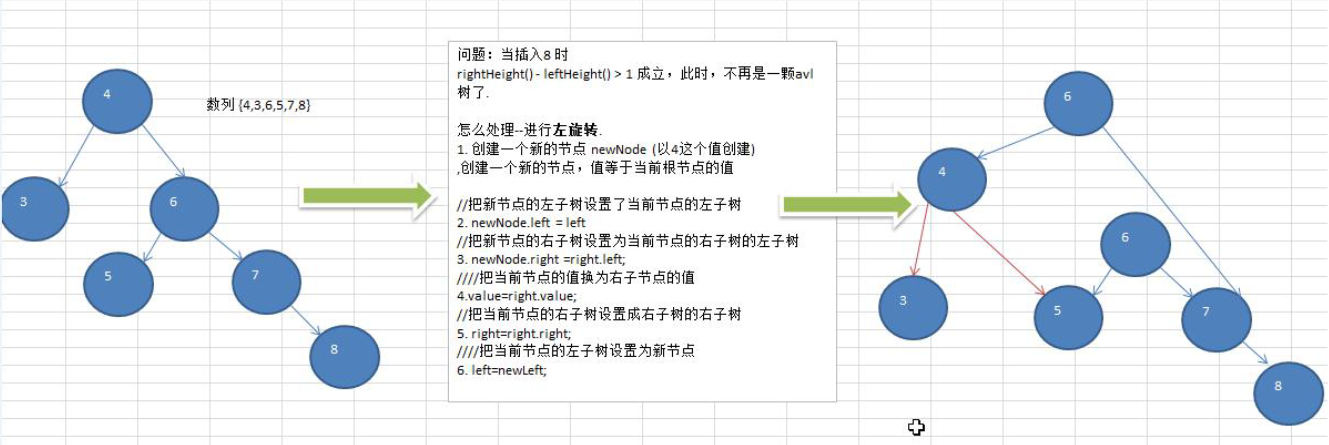 4
3
6
5
7
8
数列 {4,3,6,5,7,8}
问题：当插入8 时
rightHeight() - leftHeight() > 1 成立，此时，不再是一颗avl
树了.
怎么处理--进行左旋转.
1. 创建一个新的节点 newNode (以4这个值创建)
,创建一个新的节点，值等于当前根节点的值
//把新节点的左子树设置了当前节点的左子树
2. newNode.left = left
//把新节点的右子树设置为当前节点的右子树的左子树
3. newNode.right =right.left;
////把当前节点的值换为右子节点的值
4.value=right.value;
//把当前节点的右子树设置成右子树的右子树
5. right=right.right;
////把当前节点的左子树设置为新节点
6. left=newLeft;
6
4
6
3
5
7
8